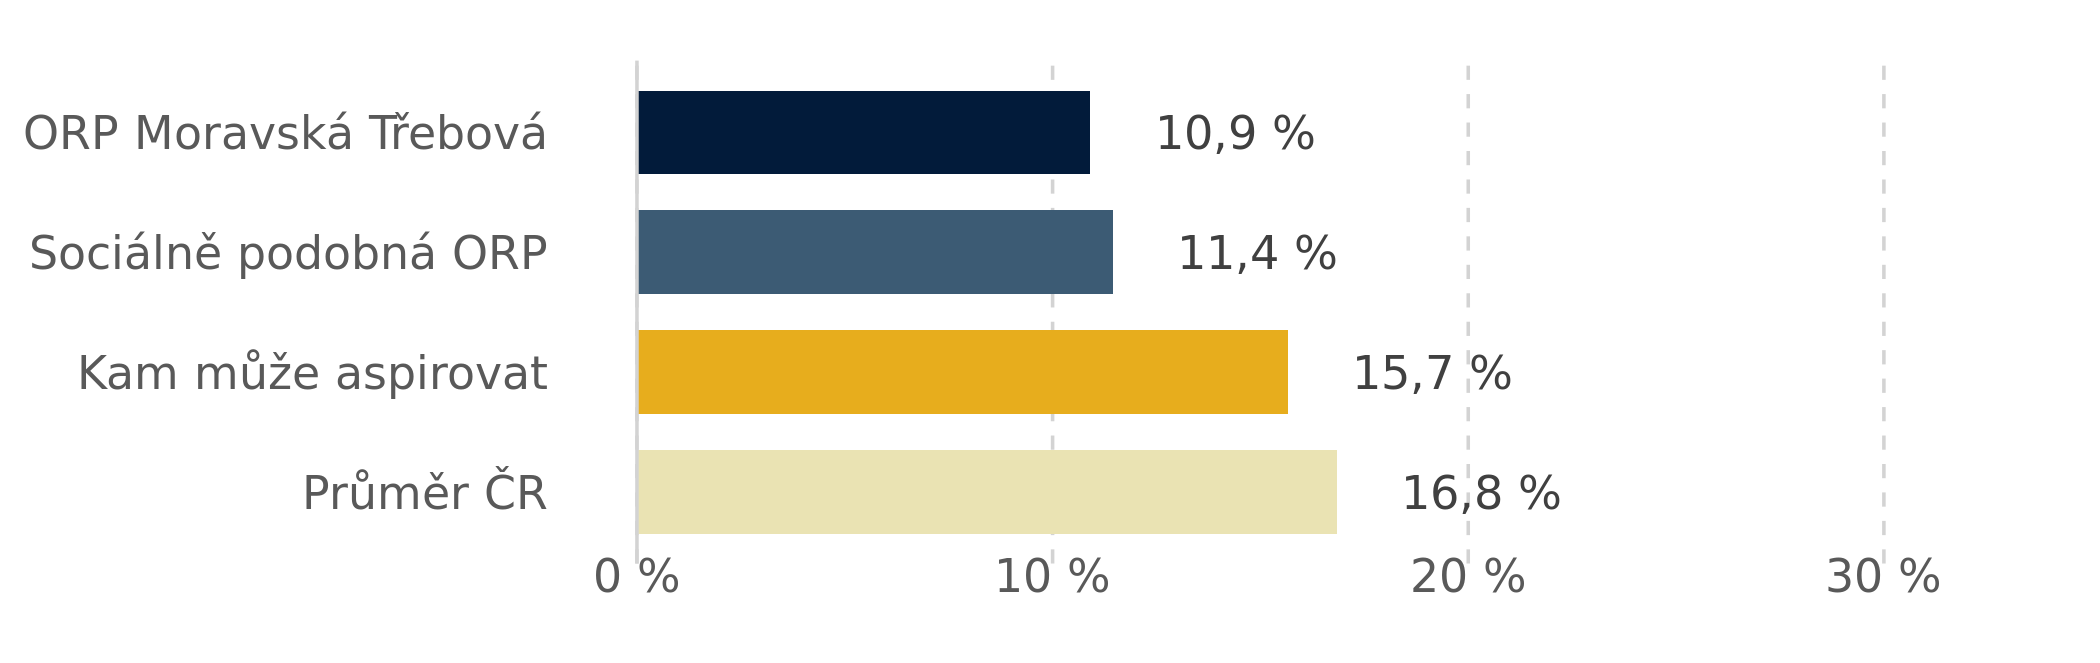 ORP Moravská Třebová 10,9 %
Sociálně podobná ORP 11,4 %
Kam může aspirovat 15,7 %
Průměr ČR 16,8 %
0 % 10 % 20 % 30 %